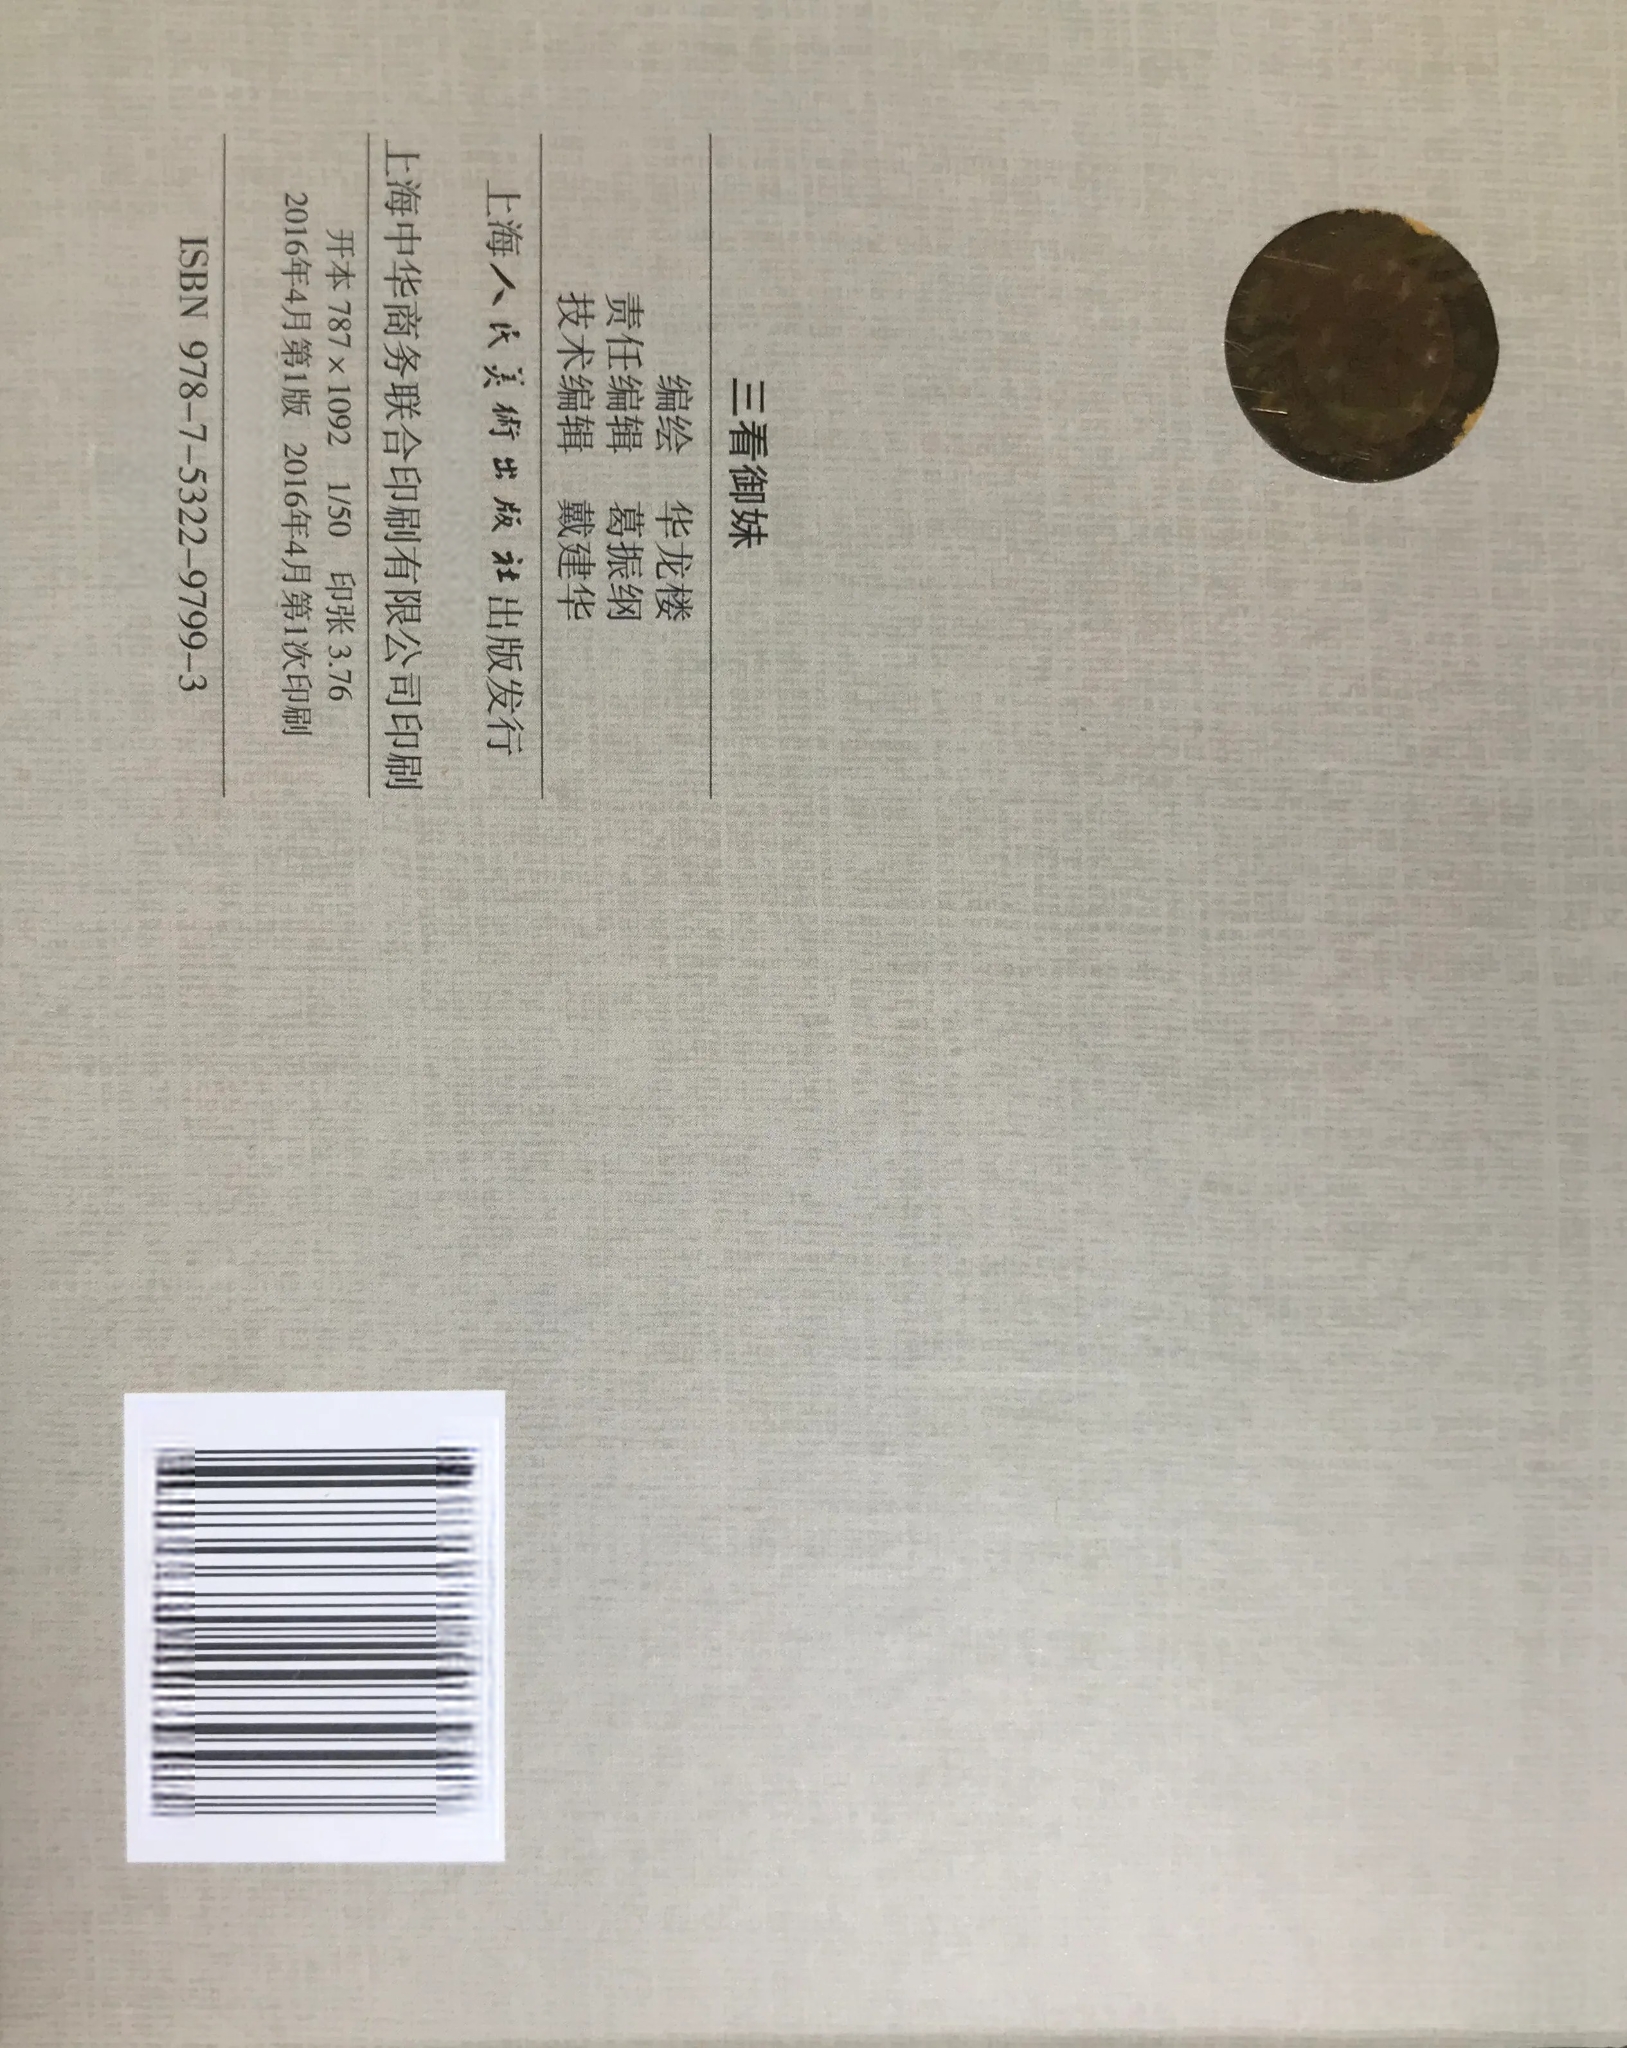 三看御妹
编绘 华龙楼
责任编辑 葛振纲
技术编辑 戴建华
上海人民美術出版社出版发行
上海中华商务联合印刷有限公司印刷
开本 787×1092 1/50 印张 3.76
2016年4月第1版 2016年4月第1次印刷
ISBN 978-7-5322-9799-3